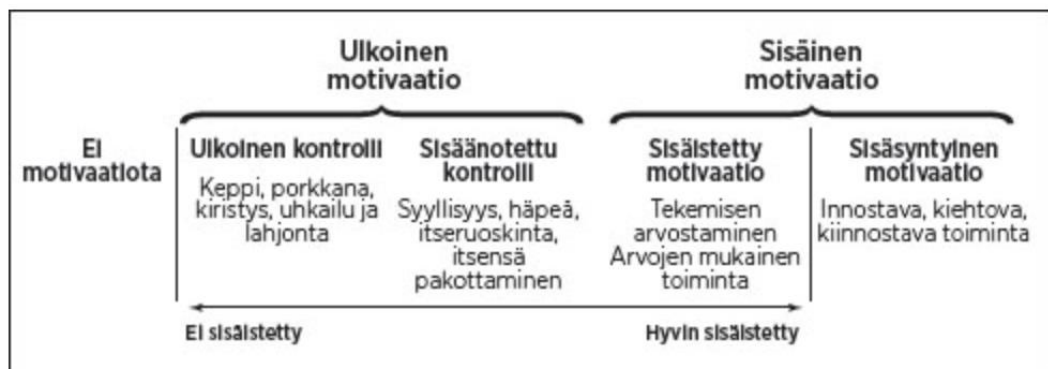 Ulkoinen
motivaatio
Sisäinen
motivaatio
Ei
motivaatiota
Ulkoinen kontrolli
Keppi, porkkana,
kiristys, uhkailu ja
lahjonta
Sisäänotettu
kontrolli
Syyllisyys, häpeä,
itseruoskinta,
itsensä
pakottaminen
Sisäistetty
motivaatio
Tekemisen
arvostaminen
Arvojen mukainen
toiminta
Sisäsyntyinen
motivaatio
Innostava, kiehtova,
kiinnostava toiminta
Ei sisäistetty
Hyvin sisäistetty